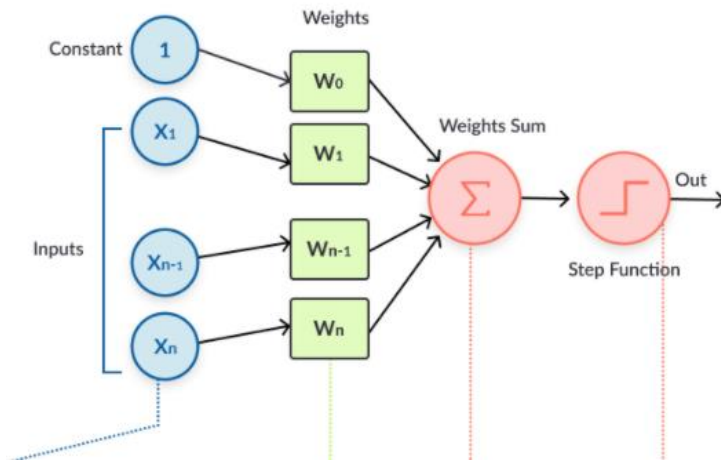 Weights
Constant
1
W0
X1
W1
Weights Sum
Σ
Out
Inputs
Xn-1
Wn-1
Step Function
Xn
Wn